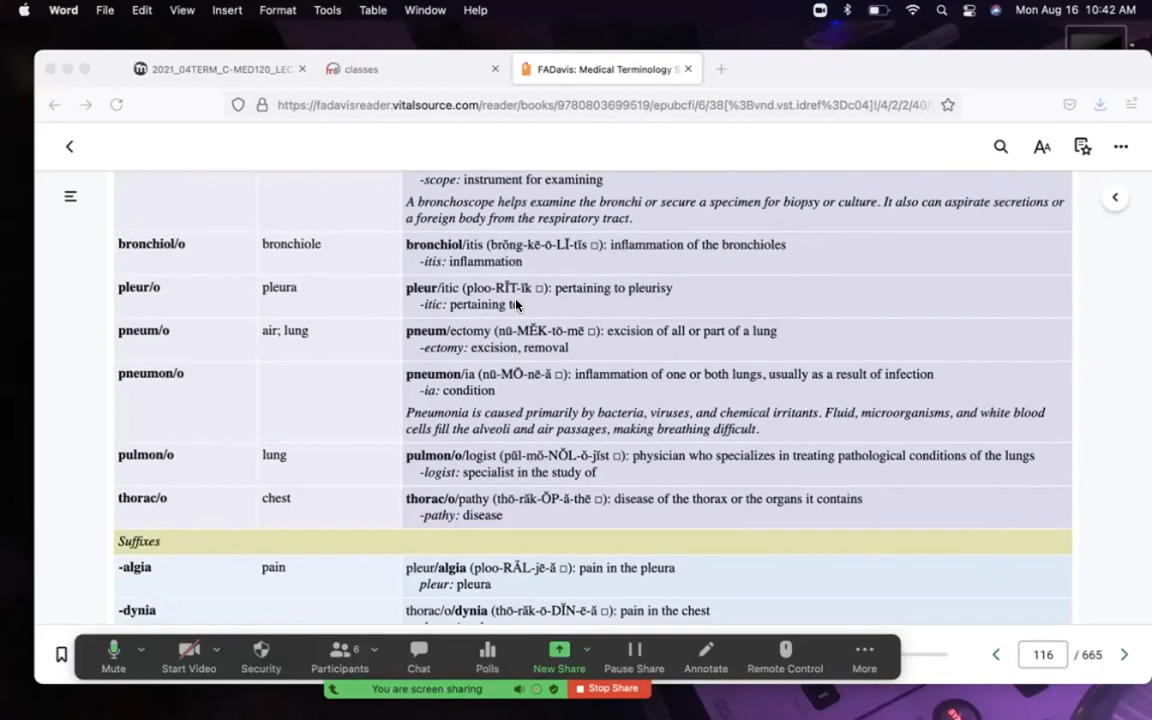 Word File Edit View Insert Format Tools Table Window Help Mon Aug 16 10:42 AM
2021_04TERM_C-MED120_LEC classes FADavis: Medical Terminology S
https://fadavisreader.vitalsource.com/reader/books/9780803699519/epubcfi/6/38[%3Bvnd.vst.idref%3Dc04]!/4/2/2/40/
AA
-scope: instrument for examining
A bronchoscope helps examine the bronchi or secure a specimen for biopsy or culture. It also can aspirate secretions or
a foreign body from the respiratory tract.
bronchiol/o bronchiole bronchiol/itis (brŏng-kē-ō-LĪ-tĭs □): inflammation of the bronchioles
-itis: inflammation
pleur/o pleura pleur/itic (ploo-RĬT-ĭk □): pertaining to pleurisy
-itic: pertaining to
pneum/o air; lung pneum/ectomy (nū-MĔK-tō-mē □): excision of all or part of a lung
-ectomy: excision, removal
pneumon/o pneumon/ia (nū-MŌ-nē-ă □): inflammation of one or both lungs, usually as a result of infection
-ia: condition
Pneumonia is caused primarily by bacteria, viruses, and chemical irritants. Fluid, microorganisms, and white blood
cells fill the alveoli and air passages, making breathing difficult.
pulmon/o lung pulmon/o/logist (pŭl-mŏ-NŎL-ŏ-jĭst □): physician who specializes in treating pathological conditions of the lungs
-logist: specialist in the study of
thorac/o chest thorac/o/pathy (thō-răk-ŎP-ă-thē □): disease of the thorax or the organs it contains
-pathy: disease
Suffixes
-algia pain pleur/algia (ploo-RĂL-jē-ă □): pain in the pleura
pleur: pleura
-dynia thorac/o/dynia (thō-răk-ō-DĬN-ē-ă □): pain in the chest
Mute Start Video Security Participants 6 Chat Polls New Share Pause Share Annotate Remote Control More 116 / 665
You are screen sharing Stop Share